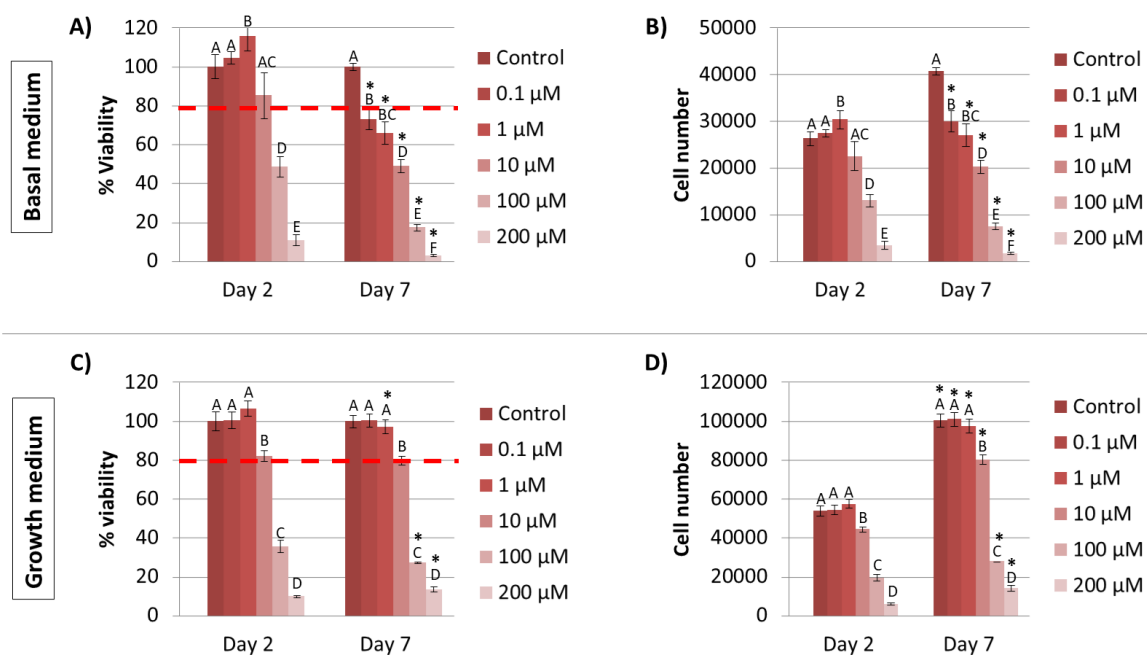 Basal medium
A)
% Viability
120
100
80
60
40
20
0
A A B AC D E
A * B * BC * D * E * F
Day 2 Day 7
Control
0.1 µM
1 µM
10 µM
100 µM
200 µM
B)
Cell number
50000
40000
30000
20000
10000
0
A A B AC D E
A * B * BC * D * E * F
Day 2 Day 7
Control
0.1 µM
1 µM
10 µM
100 µM
200 µM
Growth medium
C)
% viability
120
100
80
60
40
20
0
A A A B C D
A A * A B * C * D
Day 2 Day 7
Control
0.1 µM
1 µM
10 µM
100 µM
200 µM
D)
Cell number
120000
100000
80000
60000
40000
20000
0
A A A B C D
* A * A * A * B * C * D
Day 2 Day 7
Control
0.1 µM
1 µM
10 µM
100 µM
200 µM